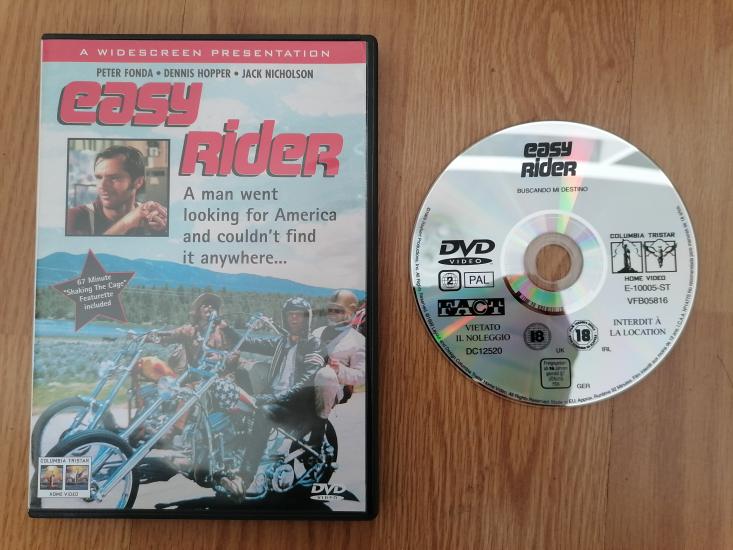 A WIDESCREEN PRESENTATION
PETER FONDA • DENNIS HOPPER • JACK NICHOLSON
easy
RiDER
A man went
looking for America
and couldn't find
it anywhere...
67 Minute
"Shaking The Cage"
Featurette
included
COLUMBIA TRISTAR
HOME VIDEO
DVD
VIDEO
easy
RiDER
BUSCANDO MI DESTINO
DVD
VIDEO
2
PAL
FACT
VIETATO
IL NOLEGGIO
DC12520
COLUMBIA TRISTAR
HOME VIDEO
E-10005-ST
VFB05816
INTERDIT À
LA LOCATION
18
UK
18
IRL
GER